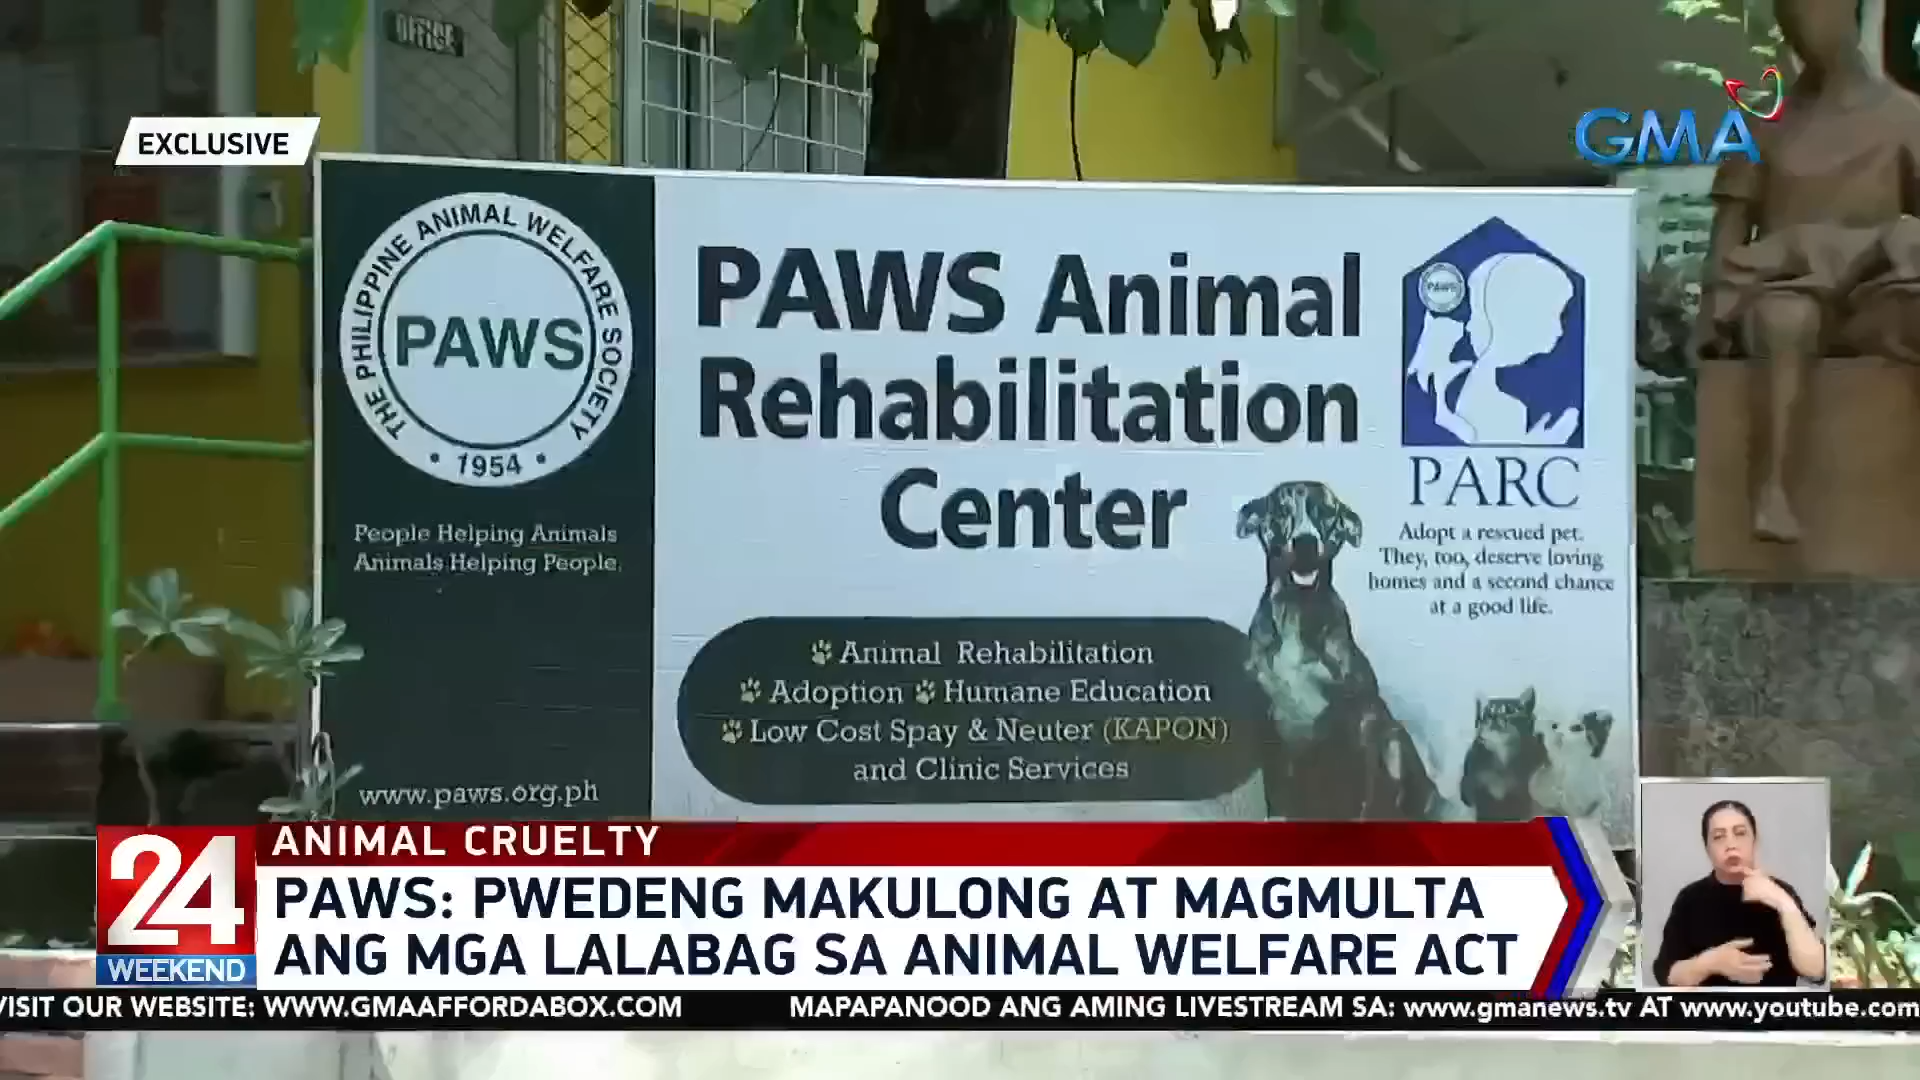 OFFICE
EXCLUSIVE
GMA
THE PHILIPPINE ANIMAL WELFARE SOCIETY
PAWS
• 1954 •
People Helping Animals
Animals Helping People.
www.paws.org.ph
PAWS Animal
Rehabilitation
Center
Animal Rehabilitation
Adoption Humane Education
Low Cost Spay & Neuter (KAPON)
and Clinic Services
PAWS
PARC
Adopt a rescued pet.
They, too, deserve loving
homes and a second chance
at a good life.
24
WEEKEND
ANIMAL CRUELTY
PAWS: PWEDENG MAKULONG AT MAGMULTA
ANG MGA LALABAG SA ANIMAL WELFARE ACT
VISIT OUR WEBSITE: WWW.GMAAFFORDABOX.COM MAPAPANOOD ANG AMING LIVESTREAM SA: www.gmanews.tv AT www.youtube.com